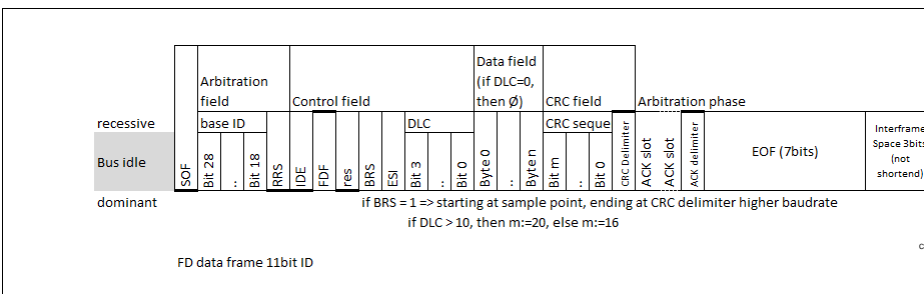 Data field
Arbitration
(if DLC=0,
field
Control field
then Ø)
CRC field
Arbitration phase
recessive
base ID
DLC
CRC seque
Bus idle
SOF
Bit 28
:
Bit 18
RRS
IDE
FDF
res
BRS
ESI
Bit 3
:
Bit 0
Byte 0
:
Byte n
Bit m
:
Bit 0
CRC Delimiter
ACK slot
ACK slot
ACK delimiter
EOF (7bits)
Interframe
Space 3bits
(not
shortend)
dominant
if BRS = 1 => starting at sample point, ending at CRC delimiter higher baudrate
if DLC > 10, then m:=20, else m:=16
c
FD data frame 11bit ID